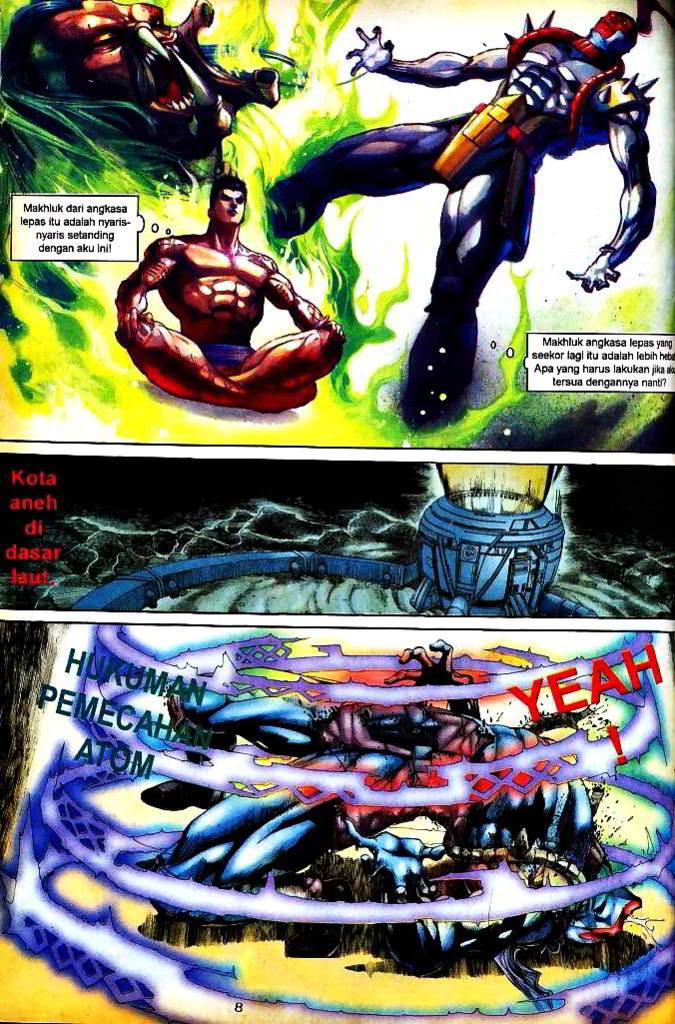 Makhluk dari angkasa
lepas itu adalah nyaris-
nyaris setanding
dengan aku ini!
Makhluk angkasa lepas yang
seekor lagi itu adalah lebih
Apa yang harus lakukan jika
tersua dengannya nanti?
Kota
aneh
di
dasar
laut..
HUKUMAN
PEMECAHAN
ATOM
YEAH
!
8